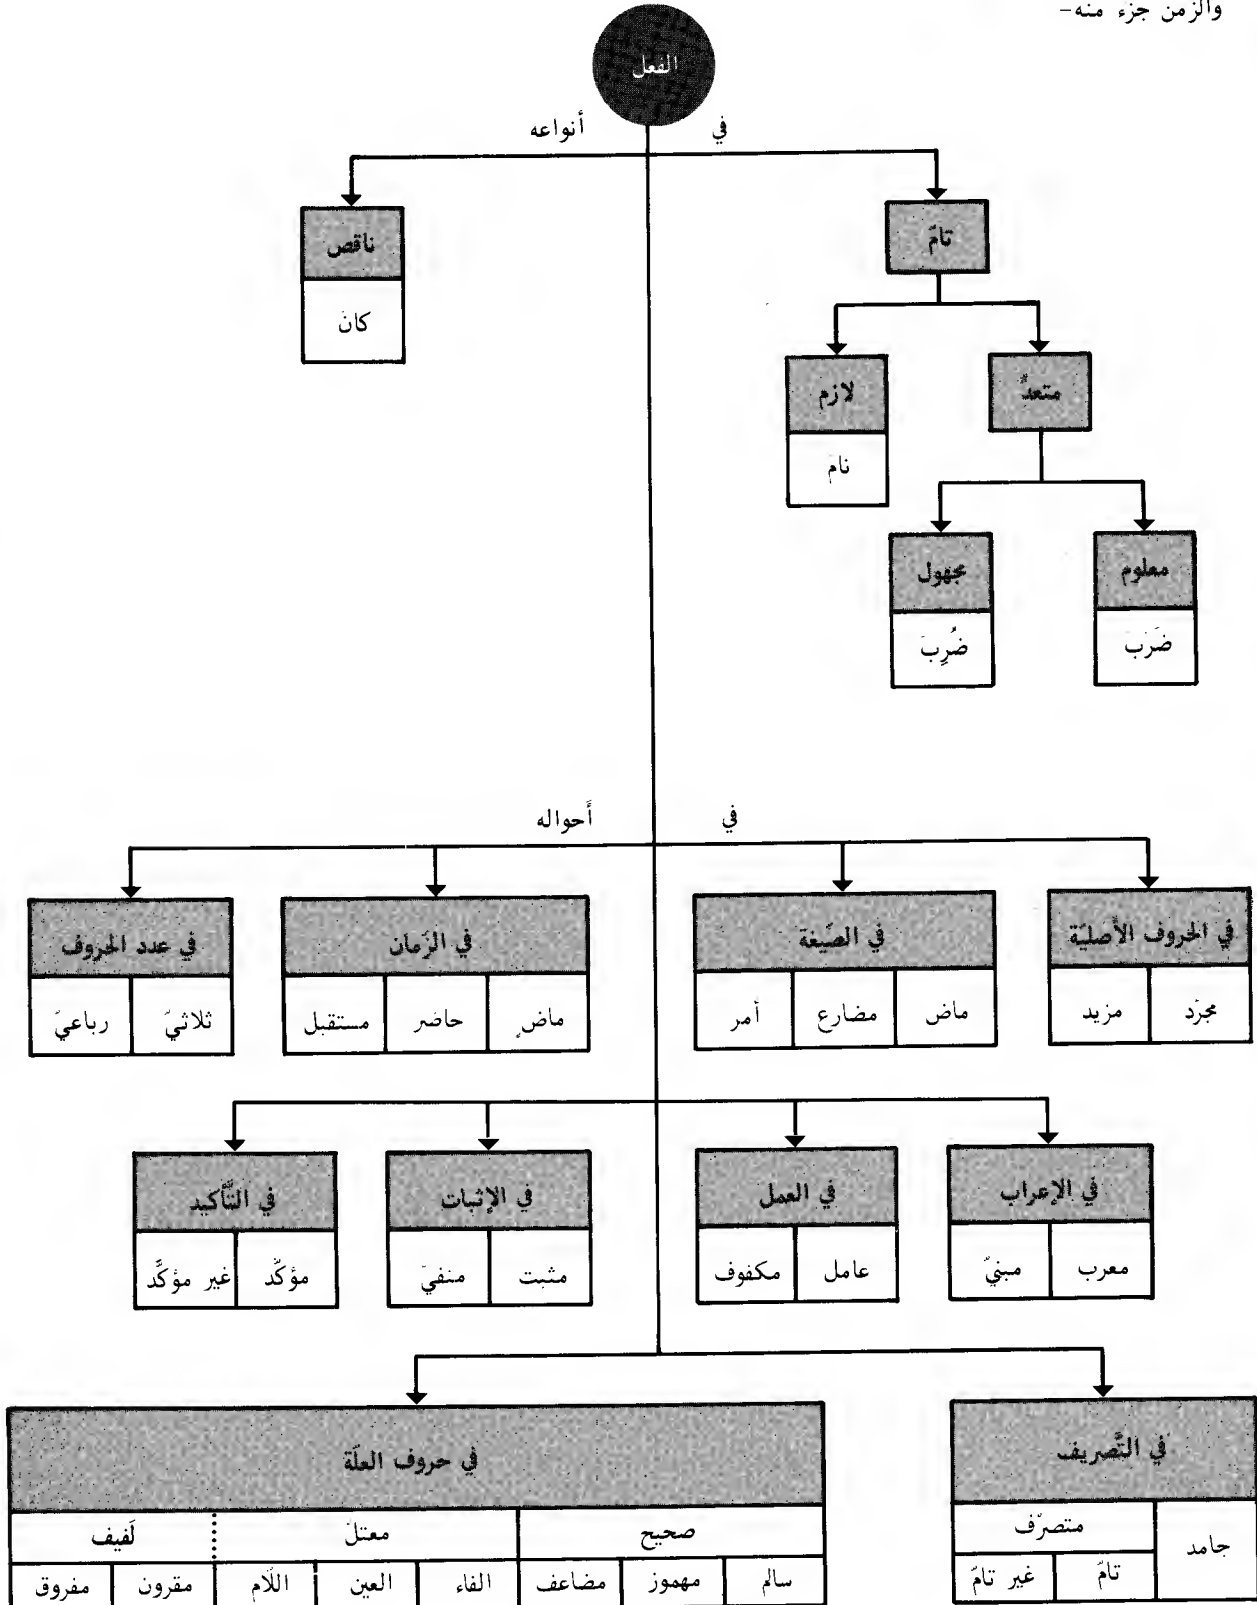 والزمن جزء منه-
الفعل
في أنواعه
تامّ ناقص
كانَ
متعدٍّ لازم
نامَ
معلوم مجهول
ضَرَبَ ضُرِبَ
في أحواله
في الحروف الأصليّة في الصّيغة في الزّمان في عدد الحروف
مجرّد مزيد ماض مضارع أمر ماضٍ حاضر مستقبل ثلاثيّ رباعيّ
في الإعراب في العمل في الإثبات في التّأكيد
معرب مبنيّ عامل مكفوف مثبت منفيّ مؤكّد غير مؤكّد
في التّصريف في حروف العلّة
جامد متصرّف صحيح معتلّ لَفيف
تامّ غير تامّ سالم مهموز مضاعف الفاء العين اللّام مقرون مفروق